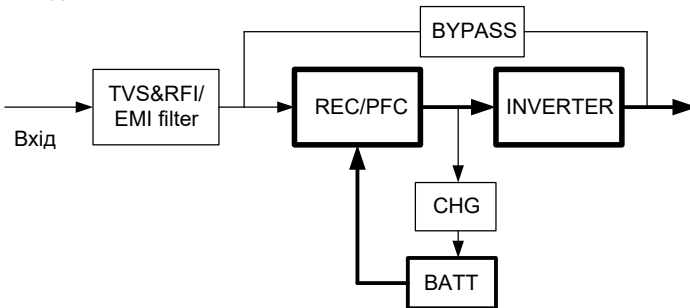 BYPASS
TVS&RFI/
EMI filter
REC/PFC
INVERTER
Вхід
CHG
BATT